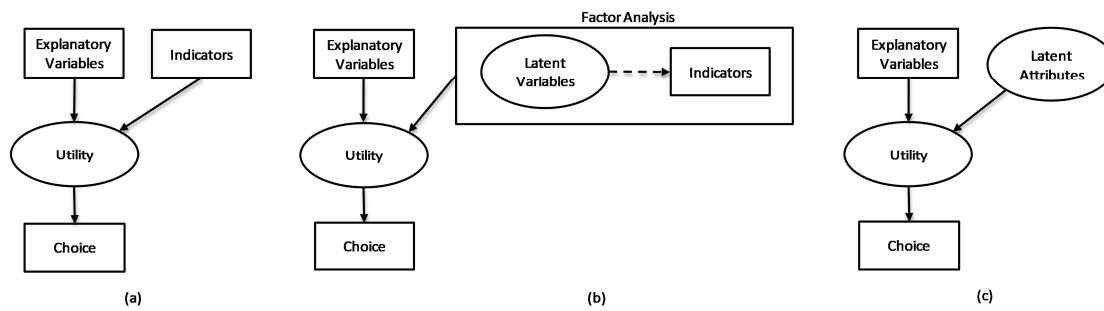 Explanatory
Variables
Indicators
Utility
Choice
(a)
Factor Analysis
Explanatory
Variables
Latent
Variables
Indicators
Utility
Choice
(b)
Explanatory
Variables
Latent
Attributes
Utility
Choice
(c)